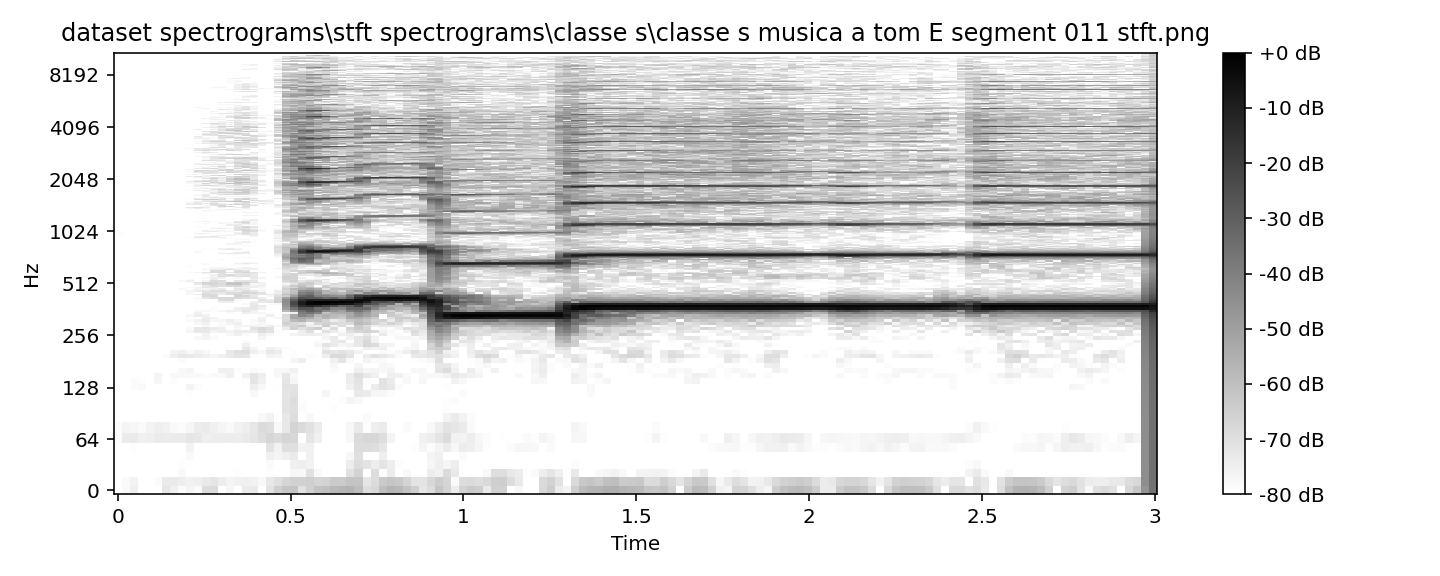 dataset spectrograms\stft spectrograms\classe s\classe s musica a tom E segment 011 stft.png
8192
4096
2048
1024
512
256
128
64
0
Hz
0
0.5
1
1.5
2
2.5
3
Time
+0 dB
-10 dB
-20 dB
-30 dB
-40 dB
-50 dB
-60 dB
-70 dB
-80 dB